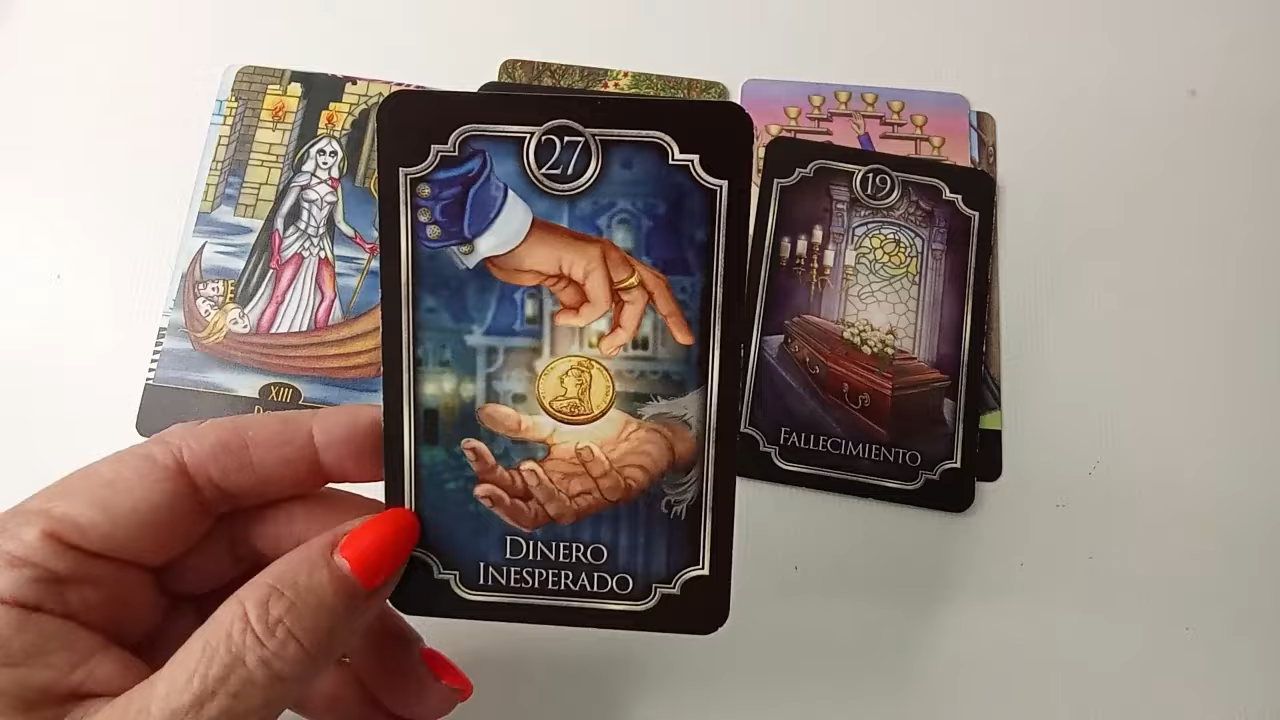 27
DINERO
INESPERADO
19
FALLECIMIENTO
XIII